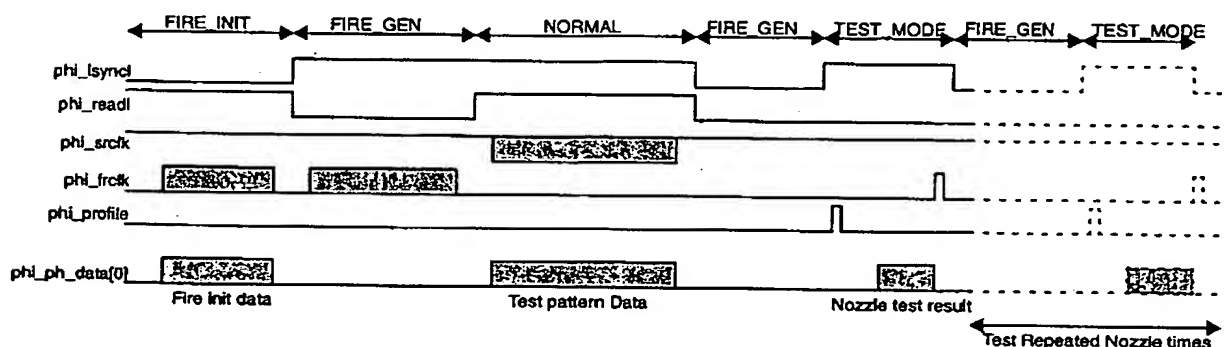 FIRE_INIT FIRE_GEN NORMAL FIRE_GEN TEST_MODE FIRE_GEN TEST_MODE
phi_lsyncl
phi_readl
phi_srclk
phi_frclk
phi_profile
phi_ph_data[0]
Fire Init data Test pattern Data Nozzle test result
Test Repeated Nozzle times